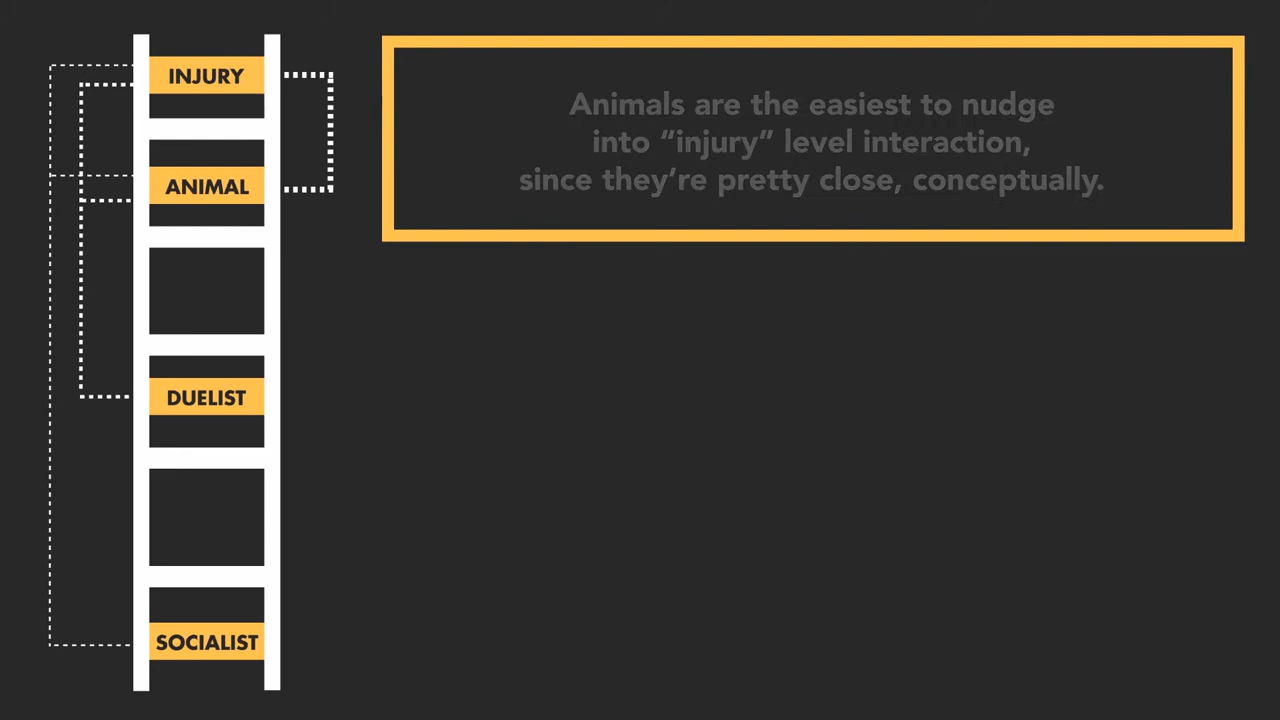 INJURY
ANIMAL
DUELIST
SOCIALIST
Animals are the easiest to nudge
into “injury” level interaction,
since they’re pretty close, conceptually.